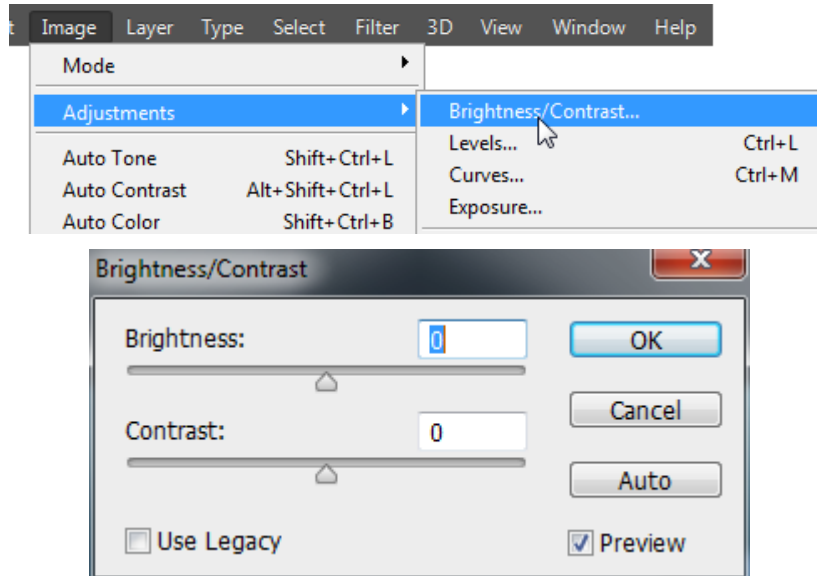 t Image Layer Type Select Filter 3D View Window Help
Mode
Adjustments Brightness/Contrast...
Levels... Ctrl+L
Auto Tone Shift+Ctrl+L
Curves... Ctrl+M
Auto Contrast Alt+Shift+Ctrl+L
Exposure...
Auto Color Shift+Ctrl+B
Brightness/Contrast
Brightness: 0 OK
Cancel
Contrast: 0
Auto
Use Legacy Preview